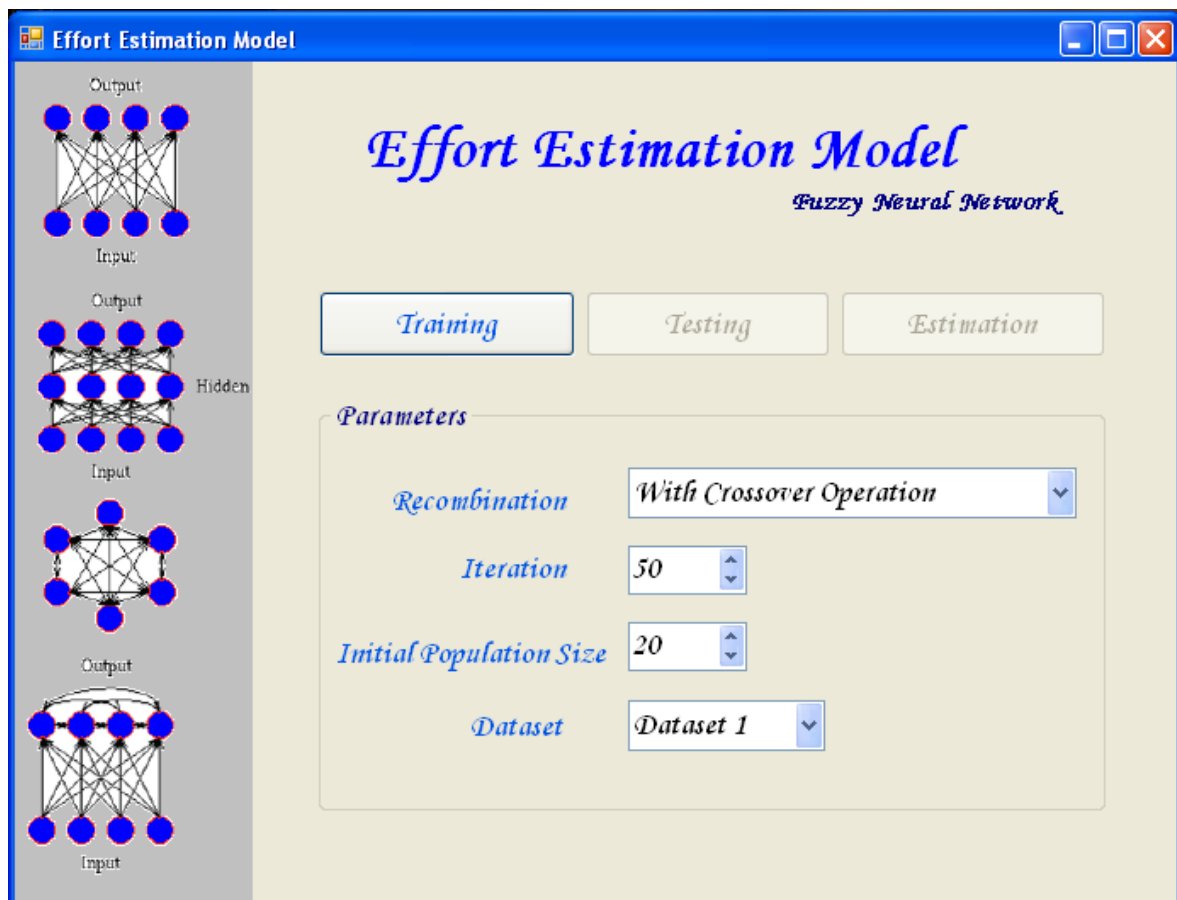 Effort Estimation Model
Output
Input
Output
Hidden
Input
Output
Input
Effort Estimation Model
Fuzzy Neural Network
Training Testing Estimation
Parameters
Recombination With Crossover Operation
Iteration 50
Initial Population Size 20
Dataset Dataset 1